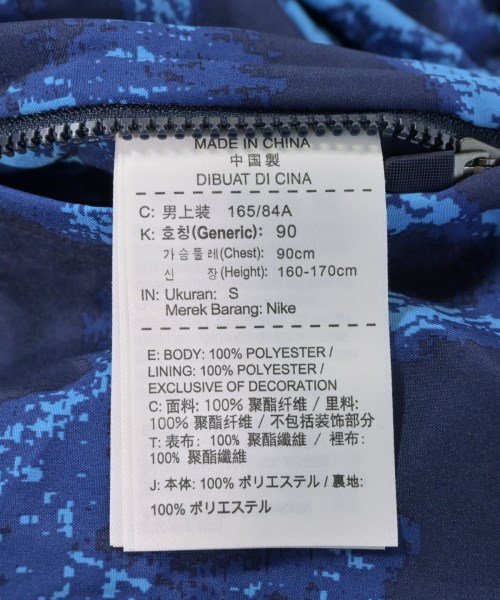 MADE IN CHINA
中国製
DIBUAT DI CINA
C: 男上装 165/84A
K: 호칭(Generic): 90
가슴둘레(Chest): 90cm
신 장(Height): 160-170cm
IN: Ukuran: S
Merek Barang: Nike
E: BODY: 100% POLYESTER /
LINING: 100% POLYESTER /
EXCLUSIVE OF DECORATION
C: 面料: 100% 聚酯纤维 / 里料:
100% 聚酯纤维 / 不包括装饰部分
T: 表布: 100% 聚酯纖維 / 裡布:
100% 聚酯纖維
J: 本体: 100% ポリエステル / 裏地:
100% ポリエステル